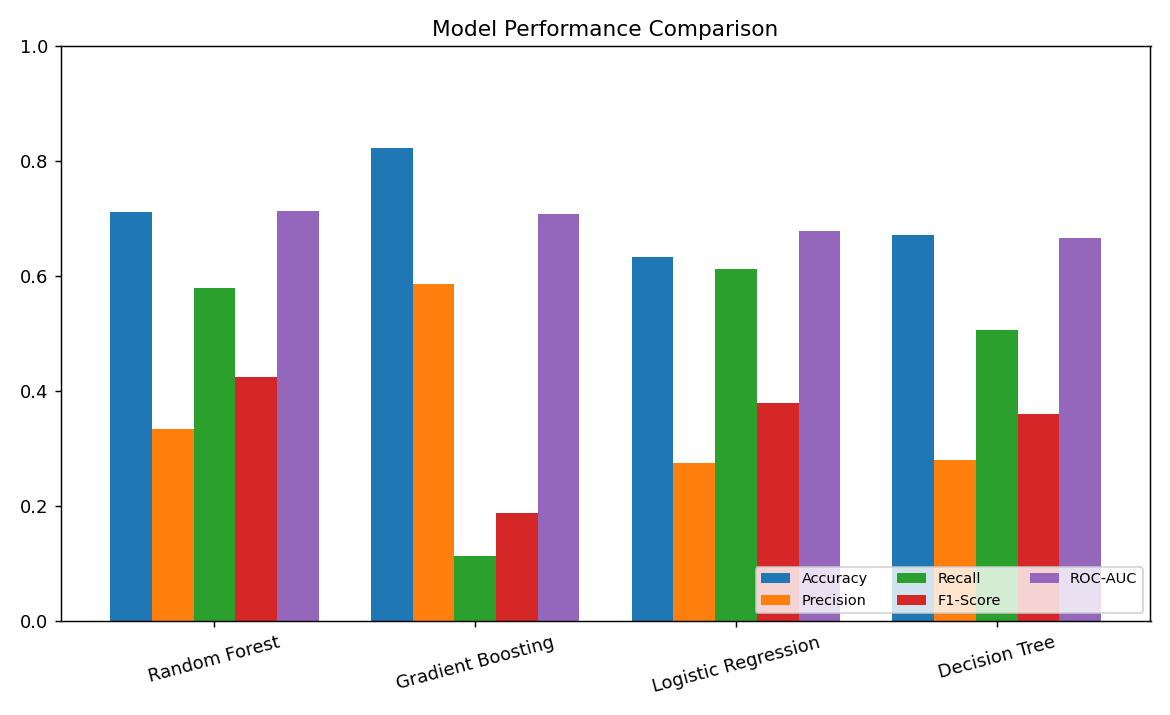 Model Performance Comparison
1.0
0.8
0.6
0.4
0.2
0.0
Accuracy Recall ROC-AUC
Precision F1-Score
Random Forest Gradient Boosting Logistic Regression Decision Tree